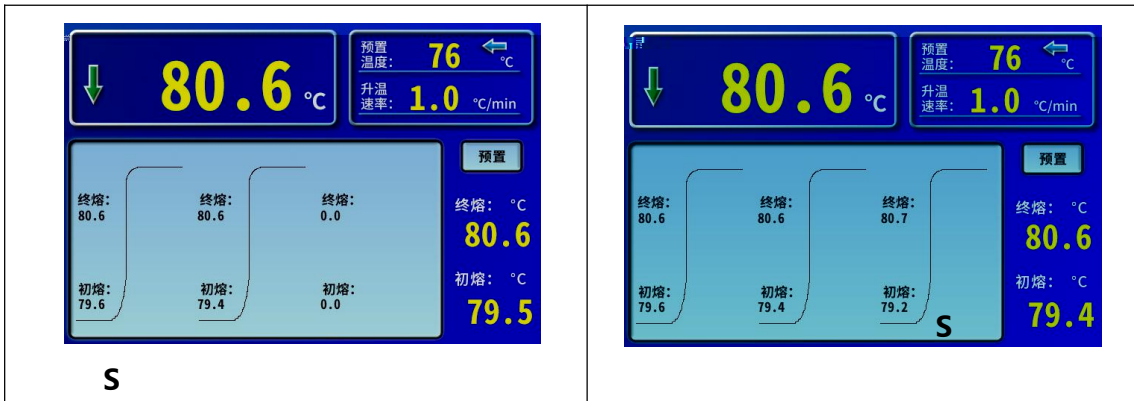 80.6 °C
预置
温度： 76 °C
升温
速率： 1.0 °C/min
预置
终熔： 终熔： 终熔：
80.6 80.6 0.0
终熔： °C
80.6
初熔： 初熔： 初熔：
79.6 79.4 0.0
初熔： °C
79.5
S
80.6 °C
预置
温度： 76 °C
升温
速率： 1.0 °C/min
预置
终熔： 终熔： 终熔：
80.6 80.6 80.7
终熔： °C
80.6
初熔： 初熔： 初熔：
79.6 79.4 79.2
初熔： °C
79.4
S